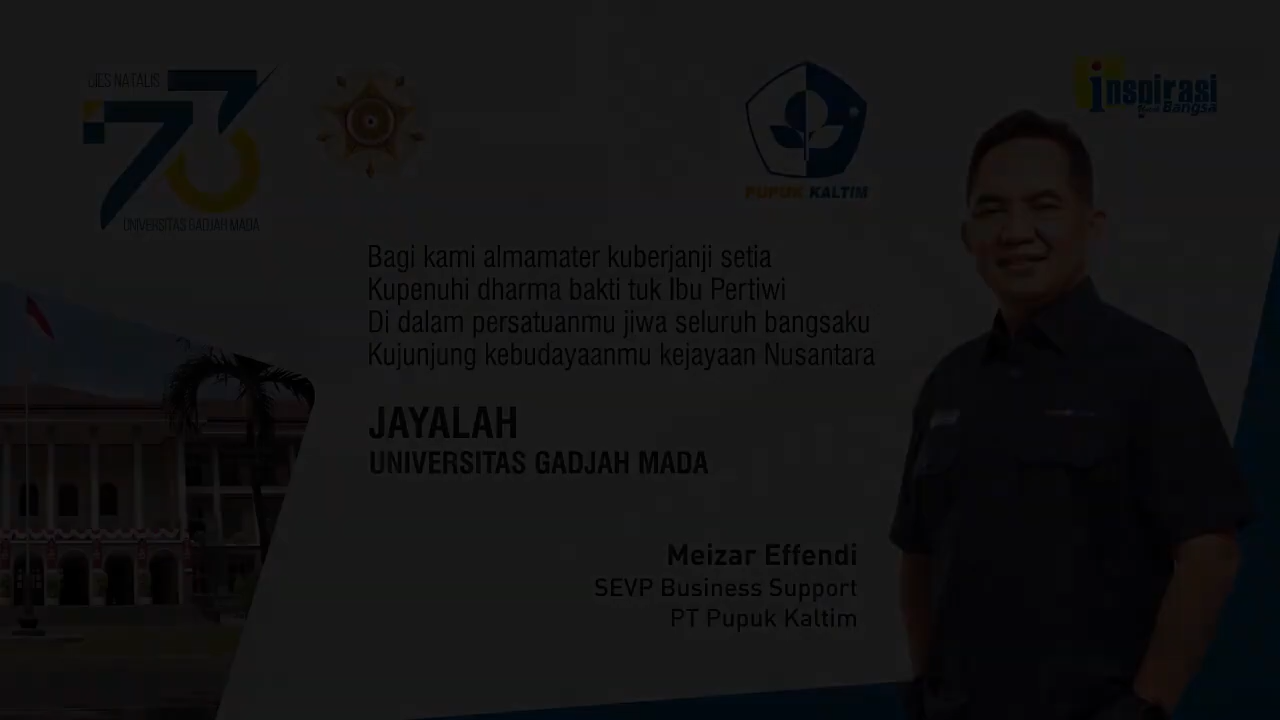 DIES NATALIS
73
UNIVERSITAS GADJAH MADA
PUPUK KALTIM
inspirasi
Bangsa
Bagi kami almamater kuberjanji setia
Kupenuhi dharma bakti tuk Ibu Pertiwi
Di dalam persatuanmu jiwa seluruh bangsaku
Kujunjung kebudayaanmu kejayaan Nusantara
JAYALAH
UNIVERSITAS GADJAH MADA
Meizar Effendi
SEVP Business Support
PT Pupuk Kaltim